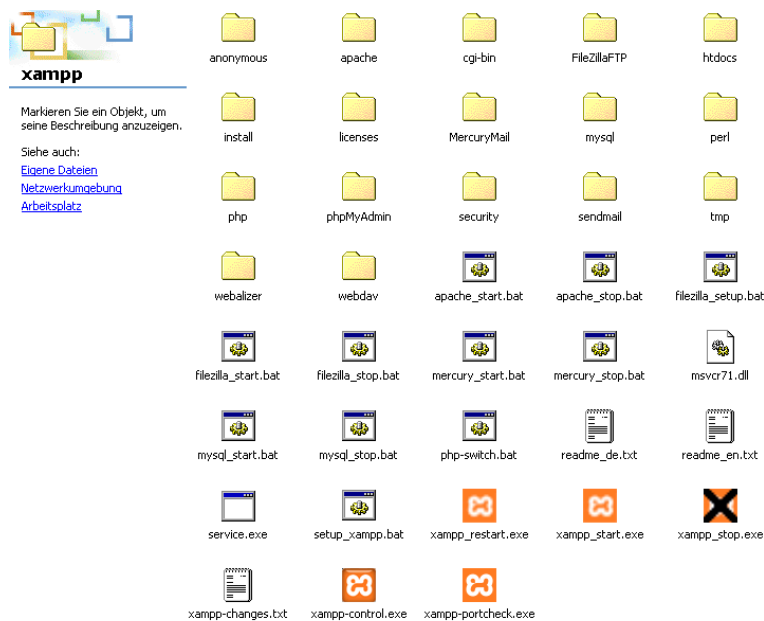 xampp
Markieren Sie ein Objekt, um
seine Beschreibung anzuzeigen.
Siehe auch:
Eigene Dateien
Netzwerkumgebung
Arbeitsplatz
anonymous
apache
cgi-bin
FileZillaFTP
htdocs
install
licenses
MercuryMail
mysql
perl
php
phpMyAdmin
security
sendmail
tmp
webalizer
webdav
apache_start.bat
apache_stop.bat
filezilla_setup.bat
filezilla_start.bat
filezilla_stop.bat
mercury_start.bat
mercury_stop.bat
msvcr71.dll
mysql_start.bat
mysql_stop.bat
php-switch.bat
readme_de.txt
readme_en.txt
service.exe
setup_xampp.bat
xampp_restart.exe
xampp_start.exe
xampp_stop.exe
xampp-changes.txt
xampp-control.exe
xampp-portcheck.exe